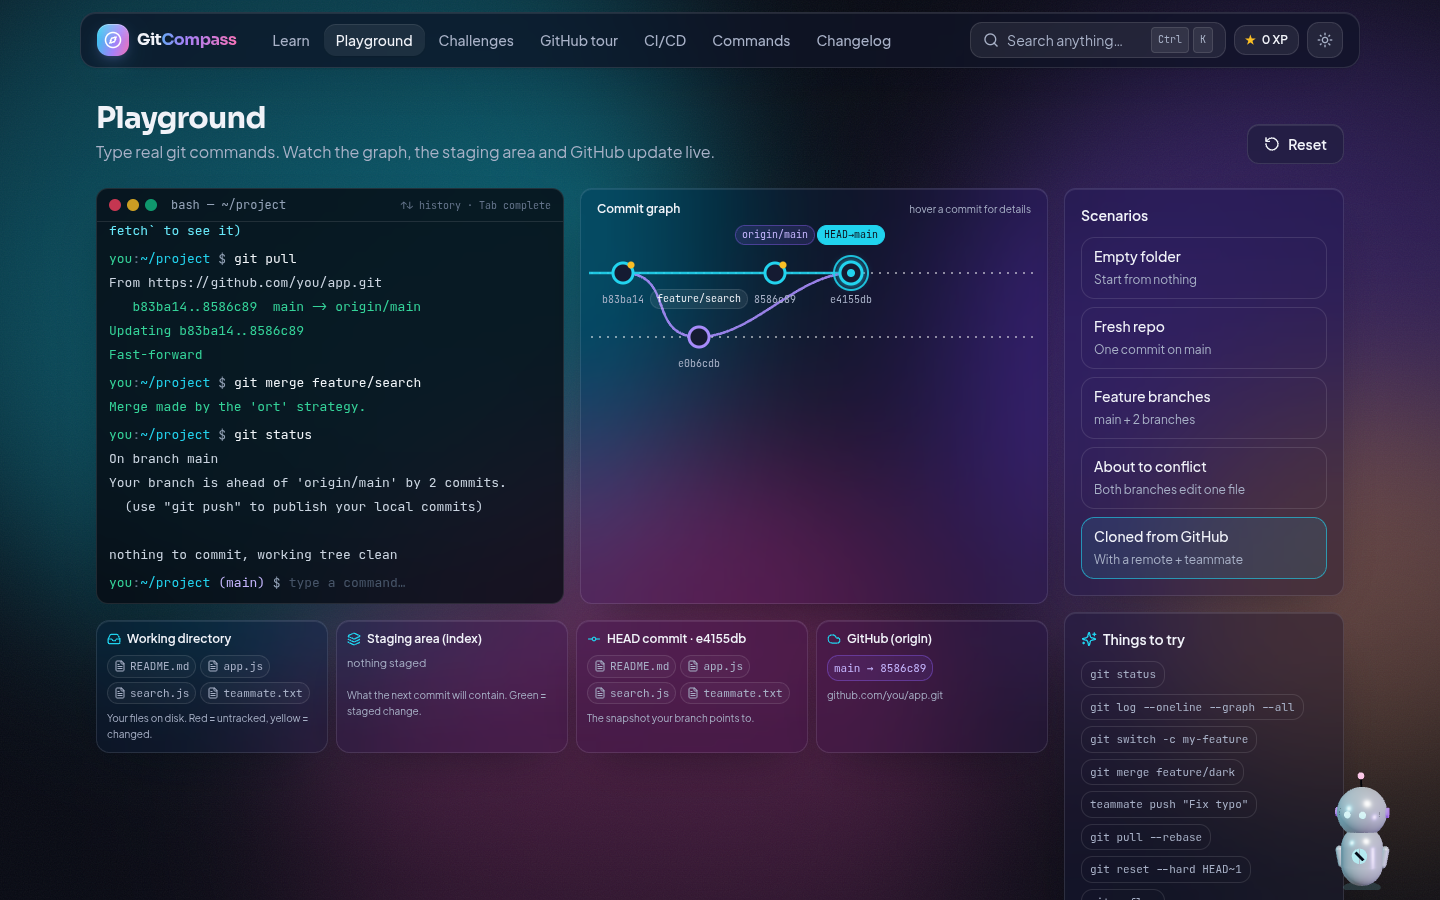 GitCompass
Learn
Playground
Challenges
GitHub tour
CI/CD
Commands
Changelog
Search anything...
Ctrl
K
★ 0 XP
Playground
Type real git commands. Watch the graph, the staging area and GitHub update live.
Reset
bash — ~/project
↑↓ history · Tab complete
fetch` to see it)
you:~/project $ git pull
From https://github.com/you/app.git
b83ba14..8586c89  main -> origin/main
Updating b83ba14..8586c89
Fast-forward
you:~/project $ git merge feature/search
Merge made by the 'ort' strategy.
you:~/project $ git status
On branch main
Your branch is ahead of 'origin/main' by 2 commits.
(use "git push" to publish your local commits)
nothing to commit, working tree clean
you:~/project (main) $ type a command…
Commit graph
hover a commit for details
origin/main
HEAD→main
b83ba14
feature/search
8586c89
e4155db
e0b6cdb
Scenarios
Empty folder
Start from nothing
Fresh repo
One commit on main
Feature branches
main + 2 branches
About to conflict
Both branches edit one file
Cloned from GitHub
With a remote + teammate
Working directory
README.md
app.js
search.js
teammate.txt
Your files on disk. Red = untracked, yellow =
changed.
Staging area (index)
nothing staged
What the next commit will contain. Green =
staged change.
HEAD commit · e4155db
README.md
app.js
search.js
teammate.txt
The snapshot your branch points to.
GitHub (origin)
main → 8586c89
github.com/you/app.git
Things to try
git status
git log --oneline --graph --all
git switch -c my-feature
git merge feature/dark
teammate push "Fix typo"
git pull --rebase
git reset --hard HEAD~1